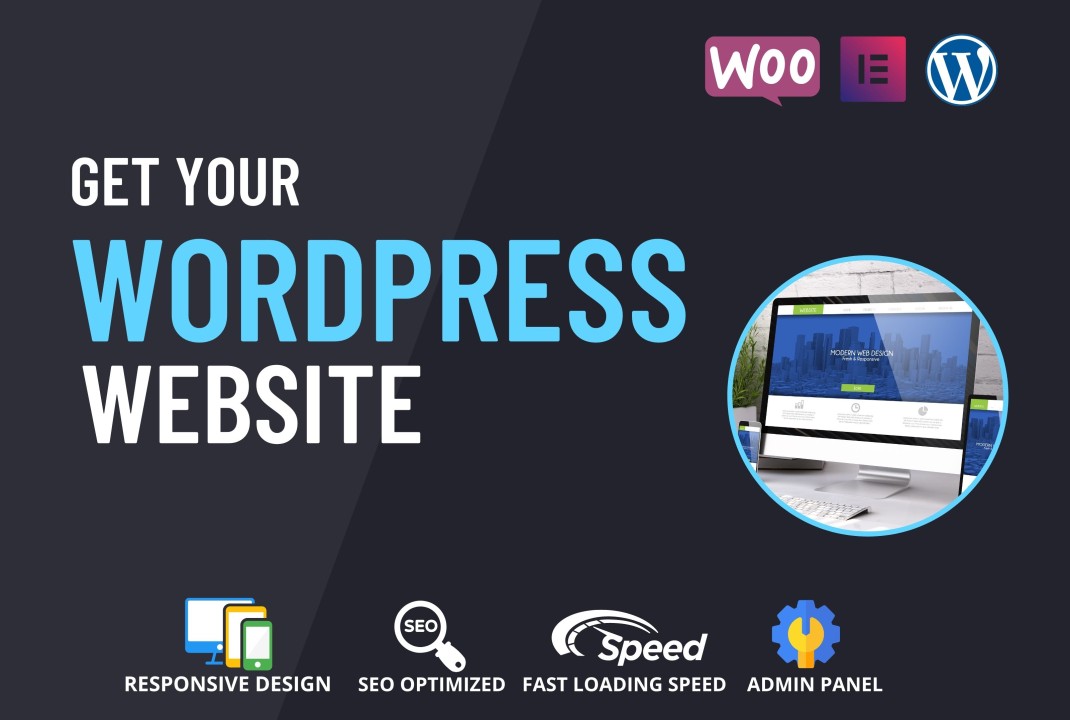 Woo
GET YOUR
WORDPRESS
WEBSITE
MODERN WEB DESIGN
Fresh & Responsive
SEO
Speed
RESPONSIVE DESIGN
SEO OPTIMIZED
FAST LOADING SPEED
ADMIN PANEL